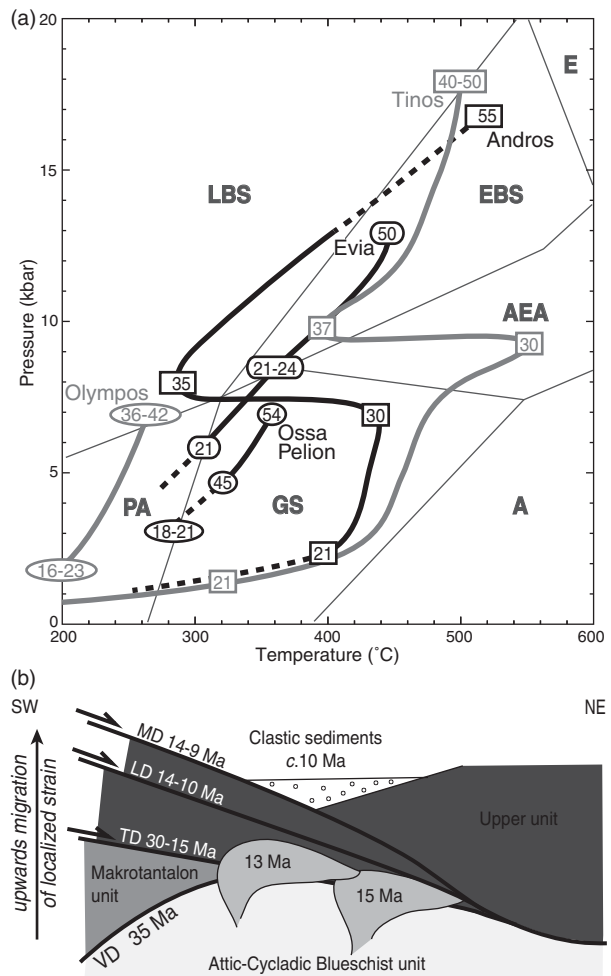 (a)
20
15
10
5
0
Pressure (kbar)
200
300
400
500
600
Temperature (˚C)
E
40-50
Tinos
55
Andros
LBS
EBS
50
Evia
AEA
37
30
21-24
35
Olympos
36-42
54
30
Ossa
Pelion
21
45
PA
GS
A
18-21
16-23
21
21
(b)
SW
NE
upwards migration
of localized strain
MD 14-9 Ma
LD 14-10 Ma
TD 30-15 Ma
VD 35 Ma
Clastic sediments
c.10 Ma
Upper unit
Makrotantalon
unit
13 Ma
15 Ma
Attic-Cycladic Blueschist unit